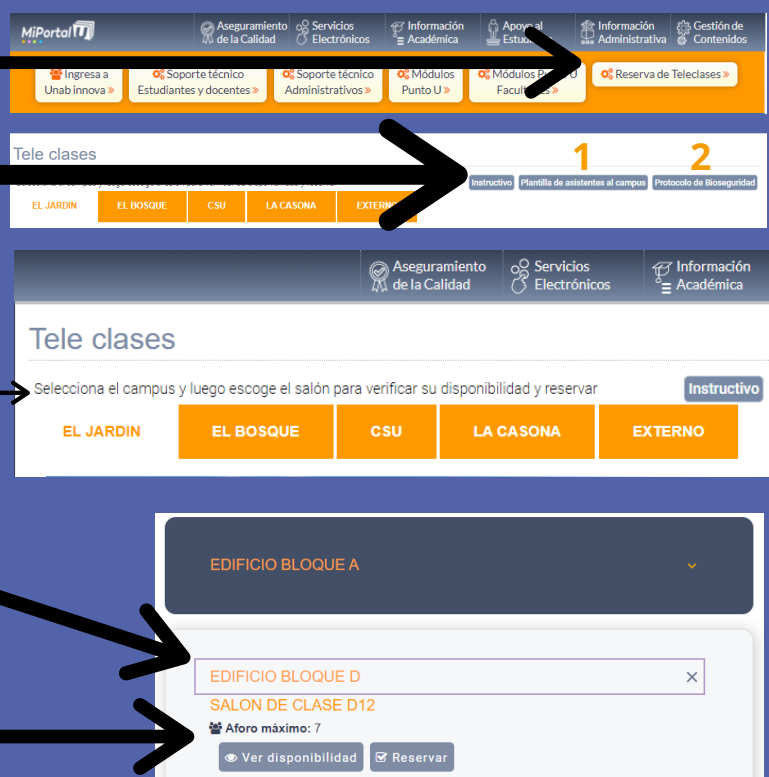 MiPortal U
Aseguramiento de la Calidad
Servicios Electrónicos
Información Académica
Apoyo al
Información Administrativa
Gestión de Contenidos
Ingresa a Unab innova »
Soporte técnico Estudiantes y docentes »
Soporte técnico Administrativos »
Módulos Punto U »
Módulos
Reserva de Teleclases »
Tele clases
1
2
Instructivo
Plantilla de asistentes al campus
Protocolo de Bioseguridad
EL JARDIN
EL BOSQUE
CSU
LA CASONA
Aseguramiento de la Calidad
Servicios Electrónicos
Información Académica
Tele clases
Selecciona el campus y luego escoge el salón para verificar su disponibilidad y reservar
Instructivo
EL JARDIN
EL BOSQUE
CSU
LA CASONA
EXTERNO
EDIFICIO BLOQUE A
EDIFICIO BLOQUE D
SALON DE CLASE D12
Aforo máximo: 7
Ver disponibilidad
Reservar